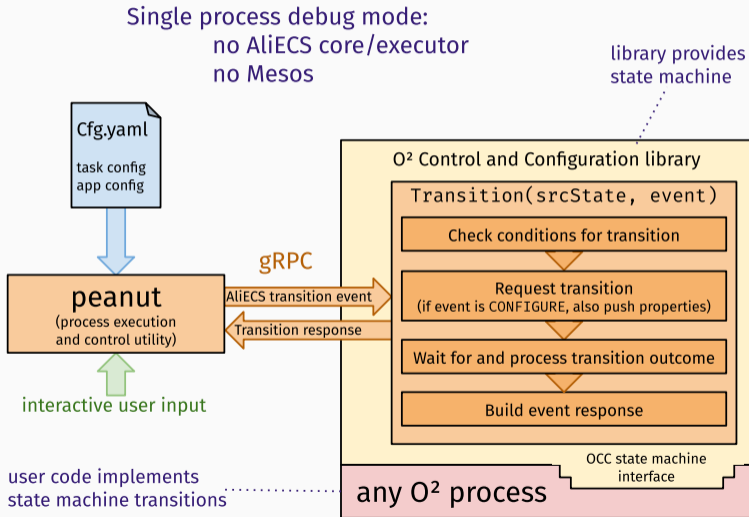 Single process debug mode:
no AliECS core/executor
no Mesos
library provides
state machine
Cfg.yaml
task config
app config
O² Control and Configuration library
Transition(srcState, event)
Check conditions for transition
gRPC
peanut
(process execution
and control utility)
AliECS transition event
Transition response
Request transition
(if event is CONFIGURE, also push properties)
Wait for and process transition outcome
Build event response
interactive user input
OCC state machine
interface
user code implements
state machine transitions
any O² process